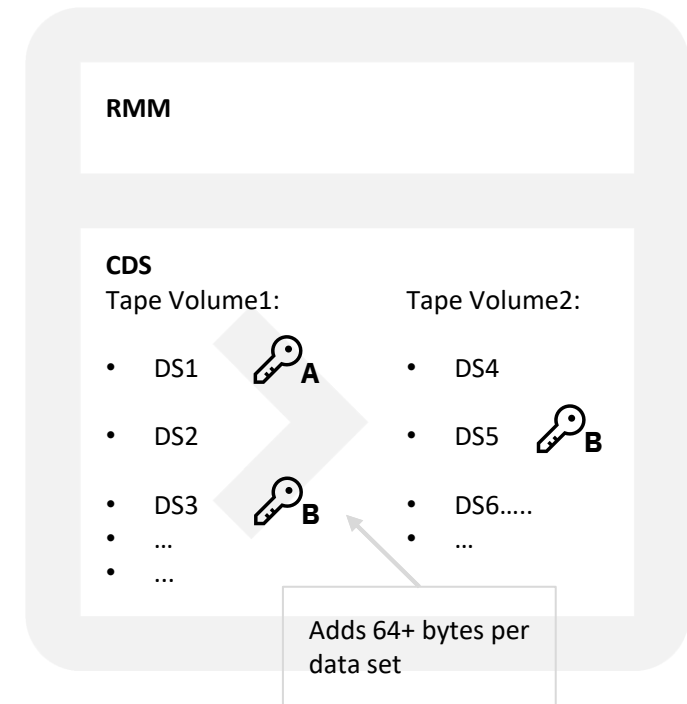 RMM
CDS
Tape Volume1:
• DS1 A
• DS2
• DS3 B
• ...
• ...
Tape Volume2:
• DS4
• DS5 B
• DS6.....
• ...
Adds 64+ bytes per
data set